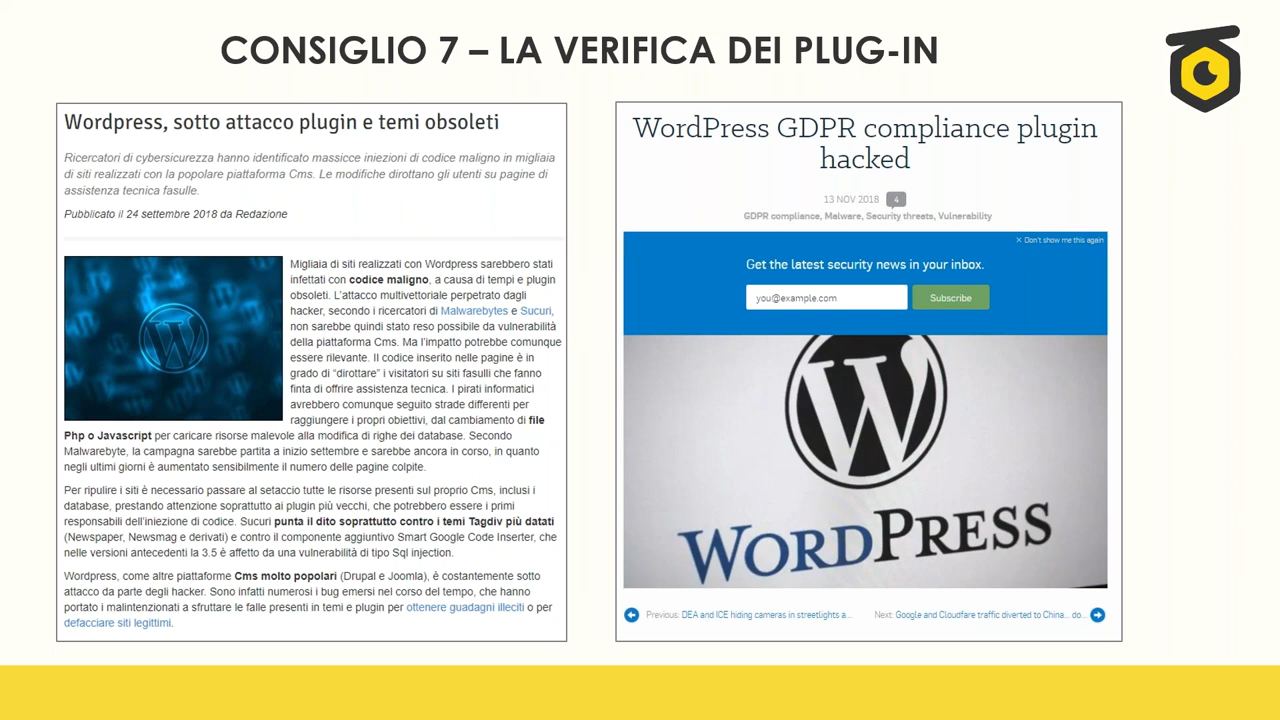 CONSIGLIO 7 – LA VERIFICA DEI PLUG-IN
Wordpress, sotto attacco plugin e temi obsoleti
Ricercatori di cybersicurezza hanno identificato massicce iniezioni di codice maligno in migliaia
di siti realizzati con la popolare piattaforma Cms. Le modifiche dirottano gli utenti su pagine di
assistenza tecnica fasulle.
Pubblicato il 24 settembre 2018 da Redazione
Migliaia di siti realizzati con Wordpress sarebbero stati
infettati con codice maligno, a causa di tempi e plugin
obsoleti. L'attacco multivettoriale perpetrato dagli
hacker, secondo i ricercatori di Malwarebytes e Sucuri,
non sarebbe quindi stato reso possibile da vulnerabilità
della piattaforma Cms. Ma l'impatto potrebbe comunque
essere rilevante. Il codice inserito nelle pagine è in
grado di "dirottare" i visitatori su siti fasulli che fanno
finta di offrire assistenza tecnica. I pirati informatici
avrebbero comunque seguito strade differenti per
raggiungere i propri obiettivi, dal cambiamento di file
Php o Javascript per caricare risorse malevole alla modifica di righe dei database. Secondo
Malwarebyte, la campagna sarebbe partita a inizio settembre e sarebbe ancora in corso, in quanto
negli ultimi giorni è aumentato sensibilmente il numero delle pagine colpite.
Per ripulire i siti è necessario passare al setaccio tutte le risorse presenti sul proprio Cms, inclusi i
database, prestando attenzione soprattutto ai plugin più vecchi, che potrebbero essere i primi
responsabili dell'iniezione di codice. Sucuri punta il dito soprattutto contro i temi Tagdiv più datati
(Newspaper, Newsmag e derivati) e contro il componente aggiuntivo Smart Google Code Inserter, che
nelle versioni antecedenti la 3.5 è affetto da una vulnerabilità di tipo Sql injection.
Wordpress, come altre piattaforme Cms molto popolari (Drupal e Joomla), è costantemente sotto
attacco da parte degli hacker. Sono infatti numerosi i bug emersi nel corso del tempo, che hanno
portato i malintenzionati a sfruttare le falle presenti in temi e plugin per ottenere guadagni illeciti o per
defacciare siti legittimi.
WordPress GDPR compliance plugin
hacked
13 NOV 2018 4
GDPR compliance, Malware, Security threats, Vulnerability
✕ Don't show me this again
Get the latest security news in your inbox.
you@example.com Subscribe
WORDPRESS
Previous: DEA and ICE hiding cameras in streetlights a...
Next: Google and Cloudfare traffic diverted to China... do...